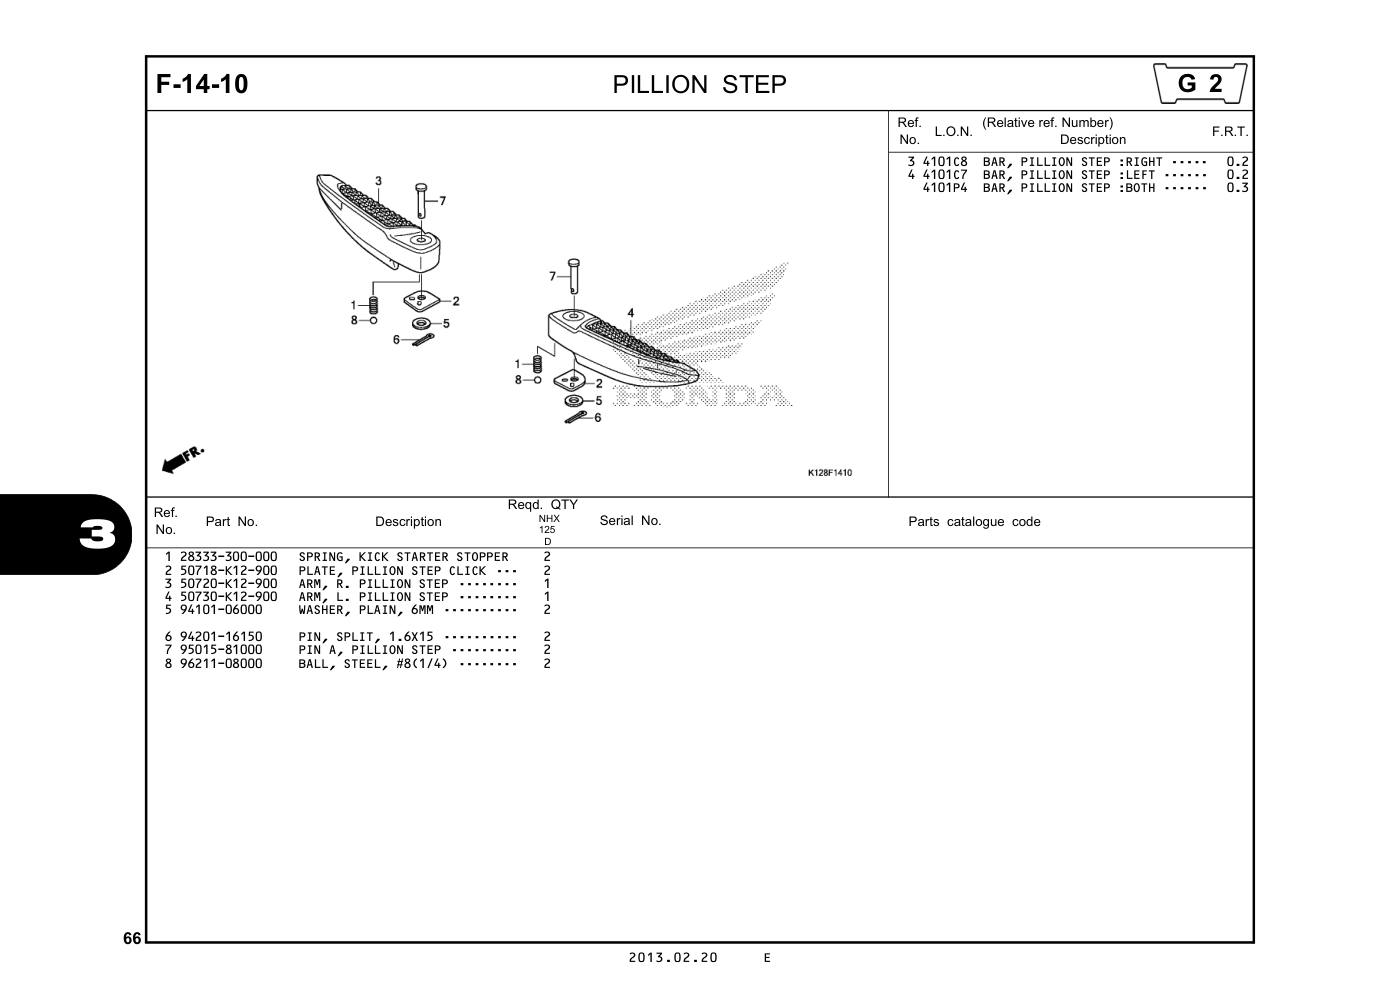 F-14-10 PILLION STEP G 2
Ref. No. L.O.N. (Relative ref. Number) Description F.R.T.
3 4101C8 BAR, PILLION STEP :RIGHT ----- 0.2
4 4101C7 BAR, PILLION STEP :LEFT ------ 0.2
4101P4 BAR, PILLION STEP :BOTH ------ 0.3
3
7
1
2
8
5
6
7
4
1
8
2
5
6
HONDA
FR.
K128F1410
3
Ref. No. Part No. Description Reqd. QTY NHX 125 D Serial No. Parts catalogue code
1 28333-300-000 SPRING, KICK STARTER STOPPER 2
2 50718-K12-900 PLATE, PILLION STEP CLICK --- 2
3 50720-K12-900 ARM, R. PILLION STEP -------- 1
4 50730-K12-900 ARM, L. PILLION STEP -------- 1
5 94101-06000 WASHER, PLAIN, 6MM ---------- 2
6 94201-16150 PIN, SPLIT, 1.6X15 ---------- 2
7 95015-81000 PIN A, PILLION STEP --------- 2
8 96211-08000 BALL, STEEL, #8(1/4) -------- 2
66
2013.02.20 E